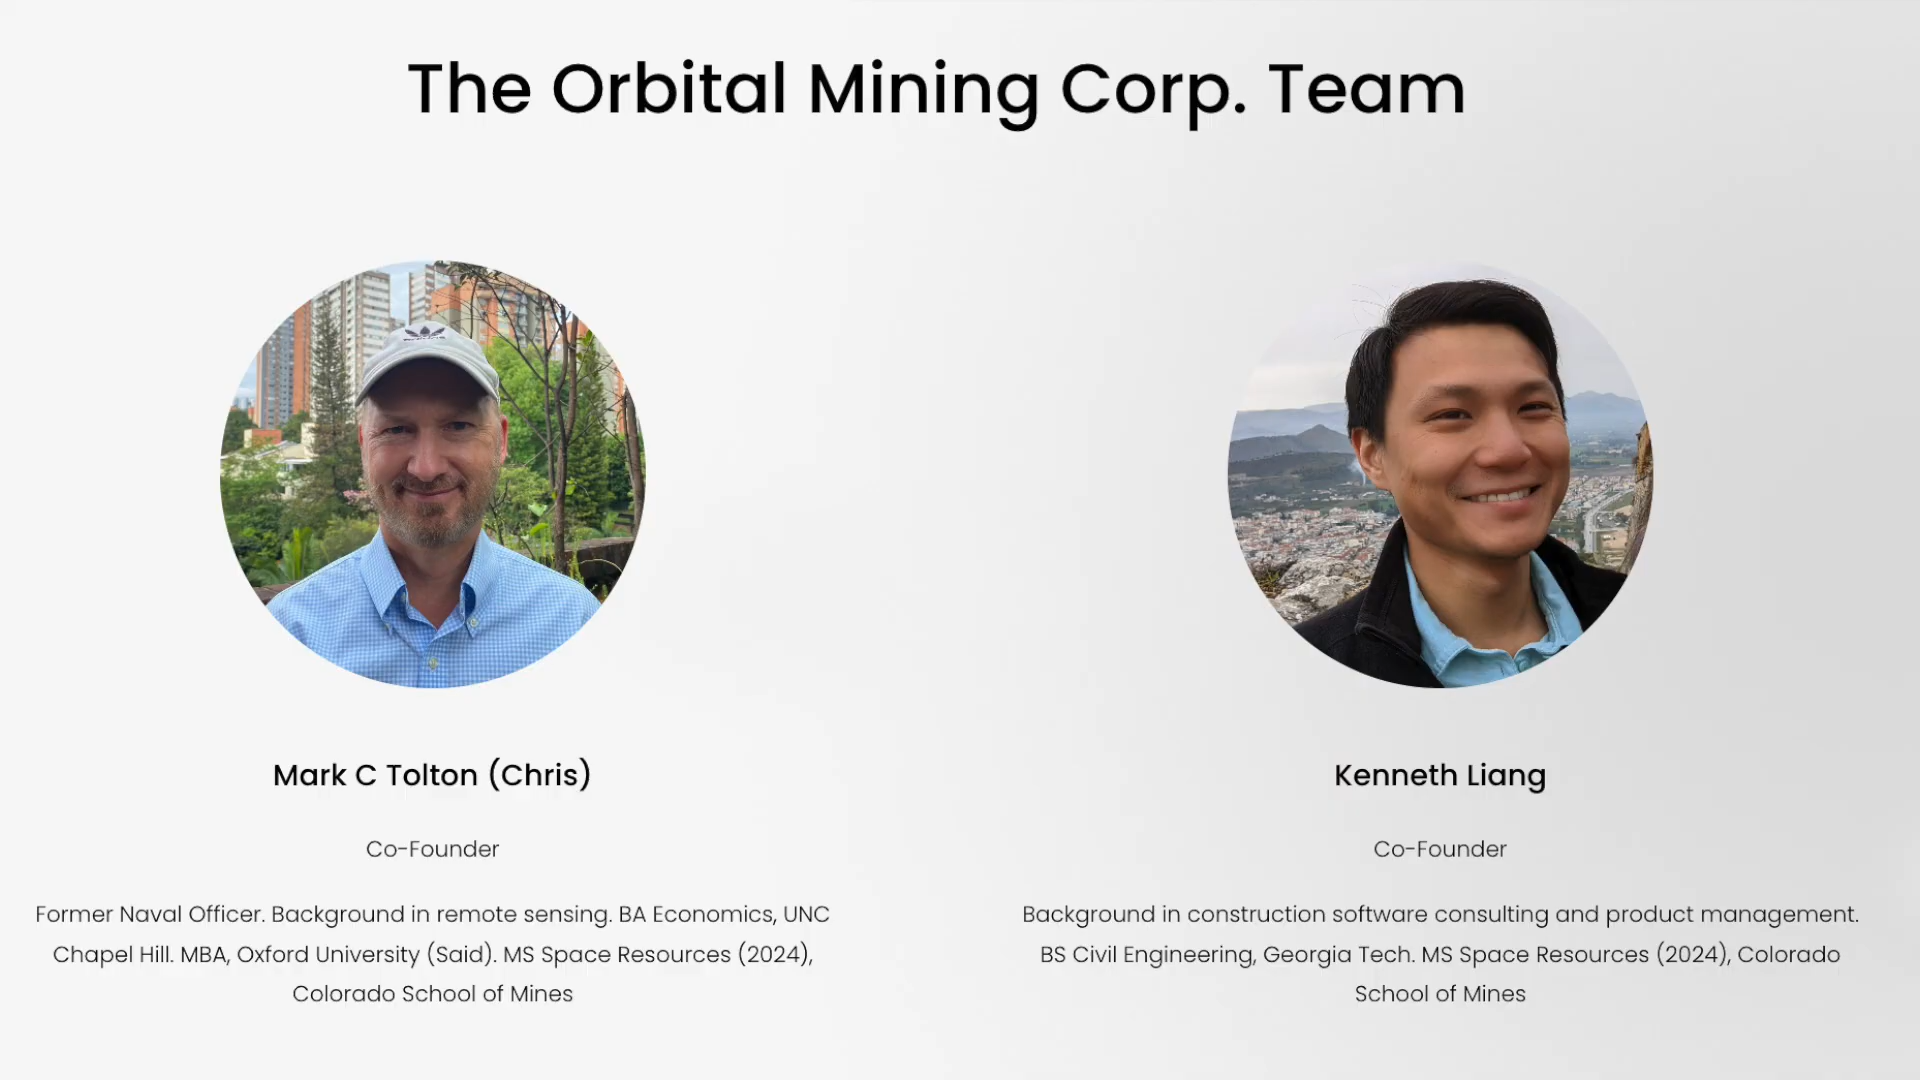 The Orbital Mining Corp. Team
Mark C Tolton (Chris)
Co-Founder
Former Naval Officer. Background in remote sensing. BA Economics, UNC
Chapel Hill. MBA, Oxford University (Said). MS Space Resources (2024),
Colorado School of Mines
Kenneth Liang
Co-Founder
Background in construction software consulting and product management.
BS Civil Engineering, Georgia Tech. MS Space Resources (2024), Colorado
School of Mines